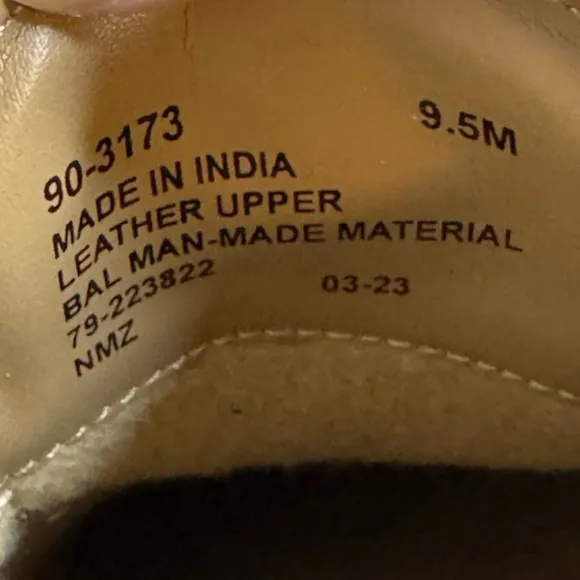 90-3173 9.5M
MADE IN INDIA
LEATHER UPPER
BAL MAN-MADE MATERIAL
79-223822 03-23
NMZ